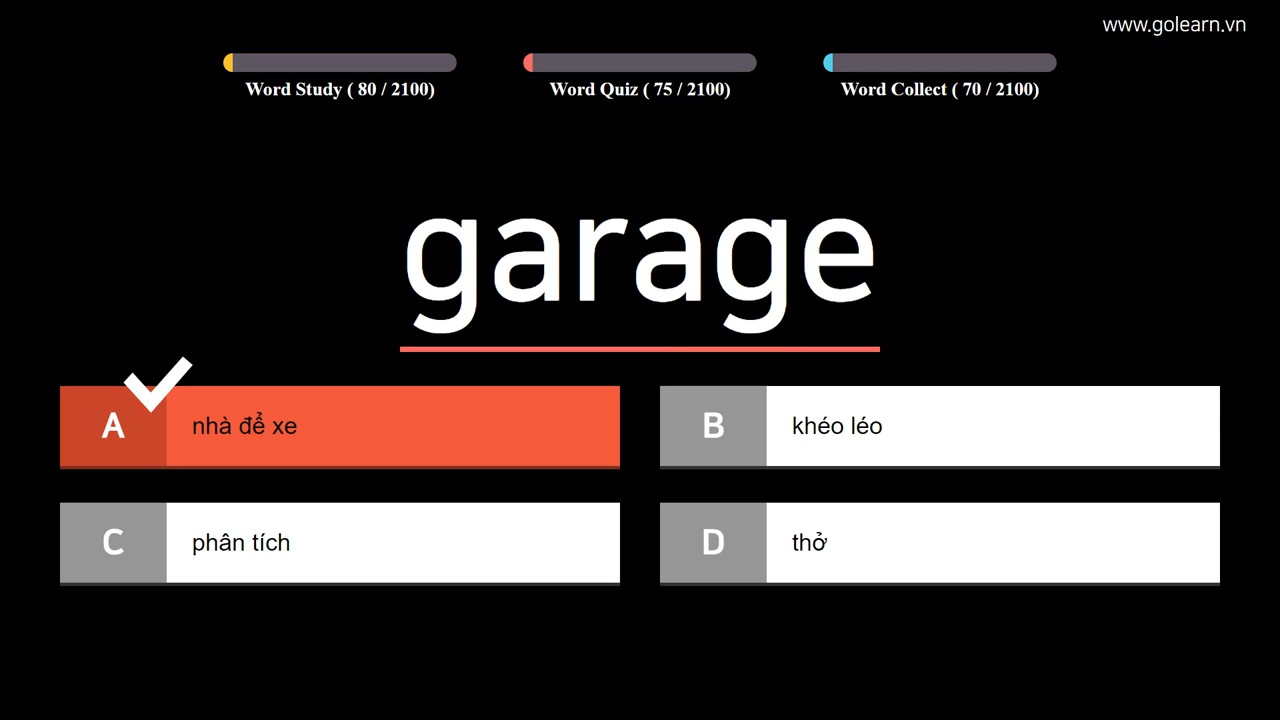 www.golearn.vn
Word Study ( 80 / 2100)
Word Quiz ( 75 / 2100)
Word Collect ( 70 / 2100)
garage
A nhà để xe
B khéo léo
C phân tích
D thở